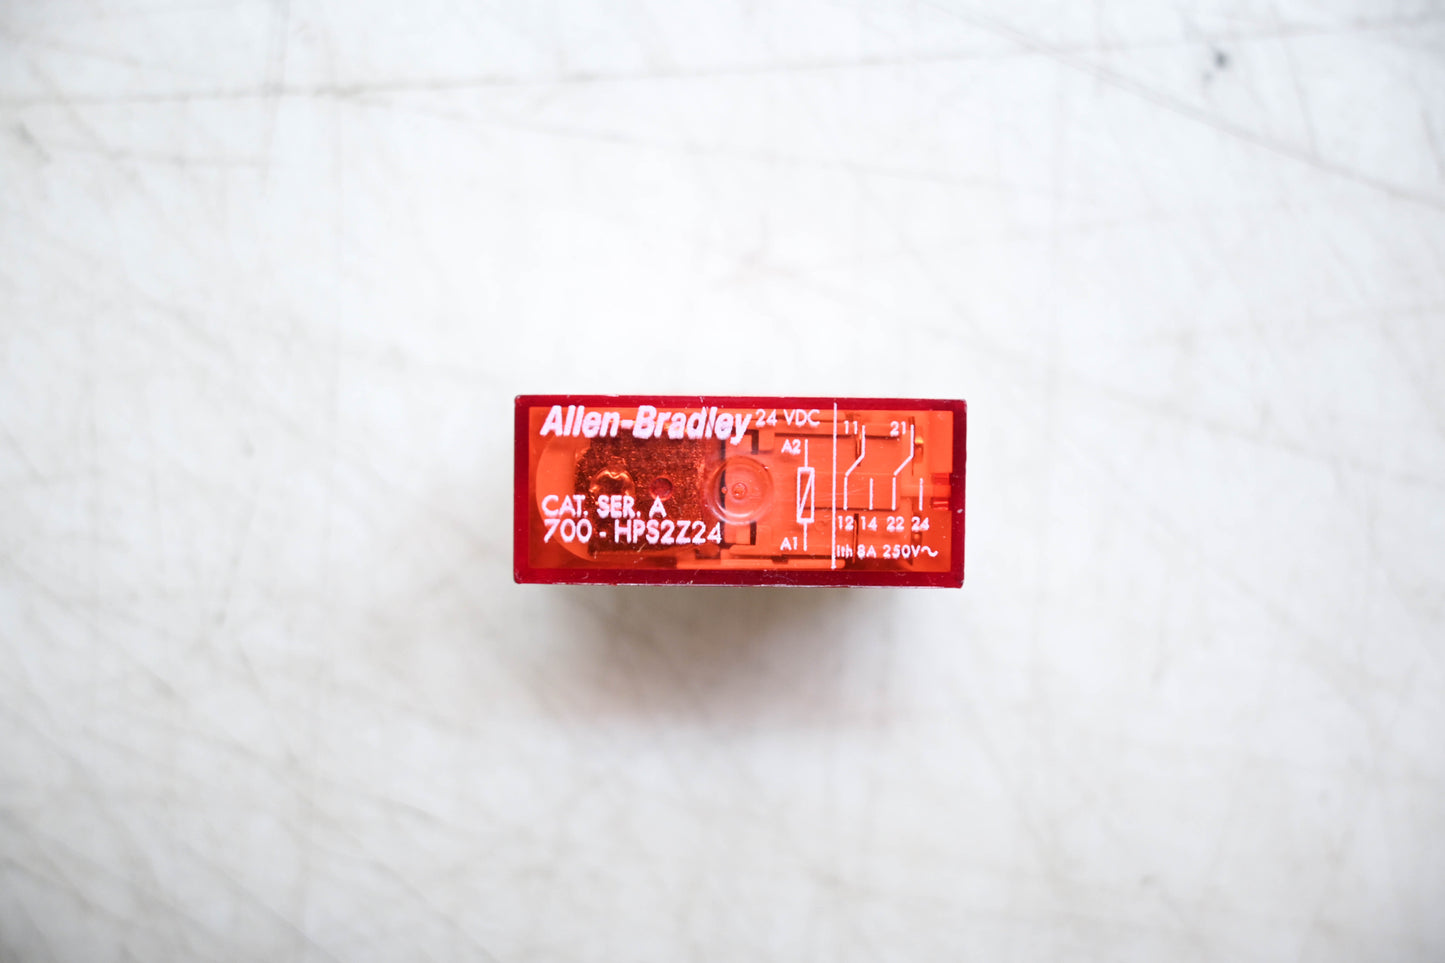 Allen-Bradley 24 VDC
CAT. SER. A
700 - HPS2Z24
A2
A1
11 21
12 14 22 24
Ith 8A 250V~